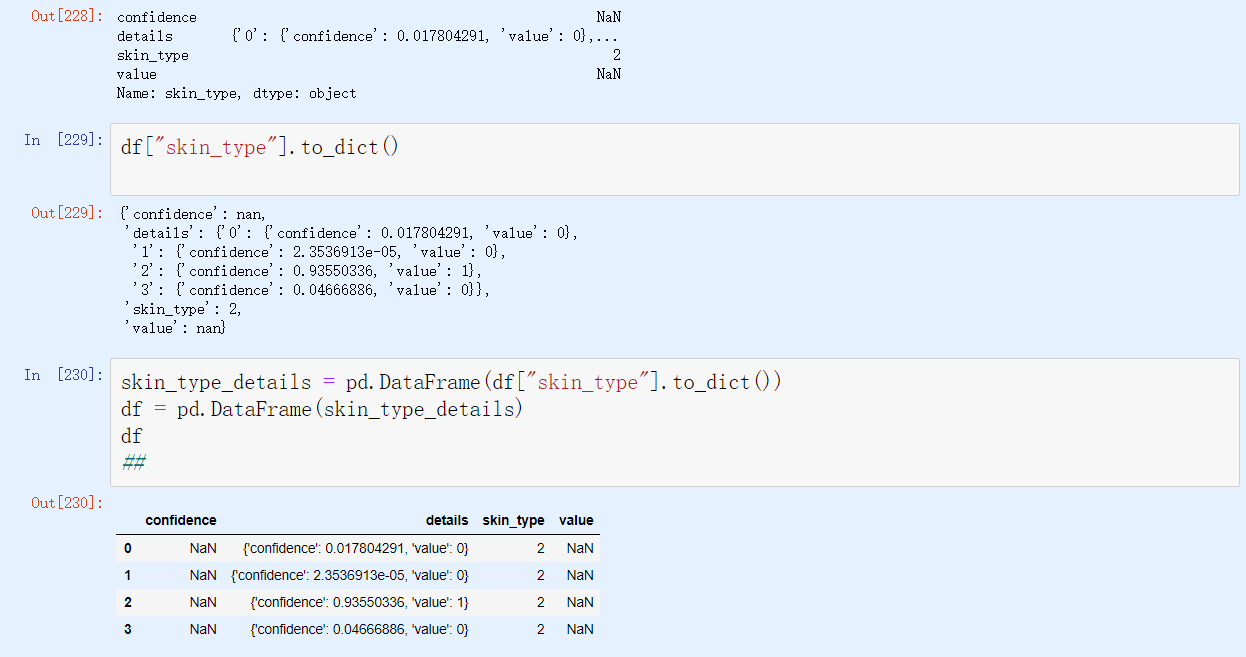 Out[228]: confidence NaN
details {'0': {'confidence': 0.017804291, 'value': 0},...
skin_type 2
value NaN
Name: skin_type, dtype: object
In [229]: df["skin_type"].to_dict()
Out[229]: {'confidence': nan,
'details': {'0': {'confidence': 0.017804291, 'value': 0},
'1': {'confidence': 2.3536913e-05, 'value': 0},
'2': {'confidence': 0.93550336, 'value': 1},
'3': {'confidence': 0.04666886, 'value': 0}},
'skin_type': 2,
'value': nan}
In [230]: skin_type_details = pd.DataFrame(df["skin_type"].to_dict())
df = pd.DataFrame(skin_type_details)
df
##
Out[230]:
confidence details skin_type value
0 NaN {'confidence': 0.017804291, 'value': 0} 2 NaN
1 NaN {'confidence': 2.3536913e-05, 'value': 0} 2 NaN
2 NaN {'confidence': 0.93550336, 'value': 1} 2 NaN
3 NaN {'confidence': 0.04666886, 'value': 0} 2 NaN